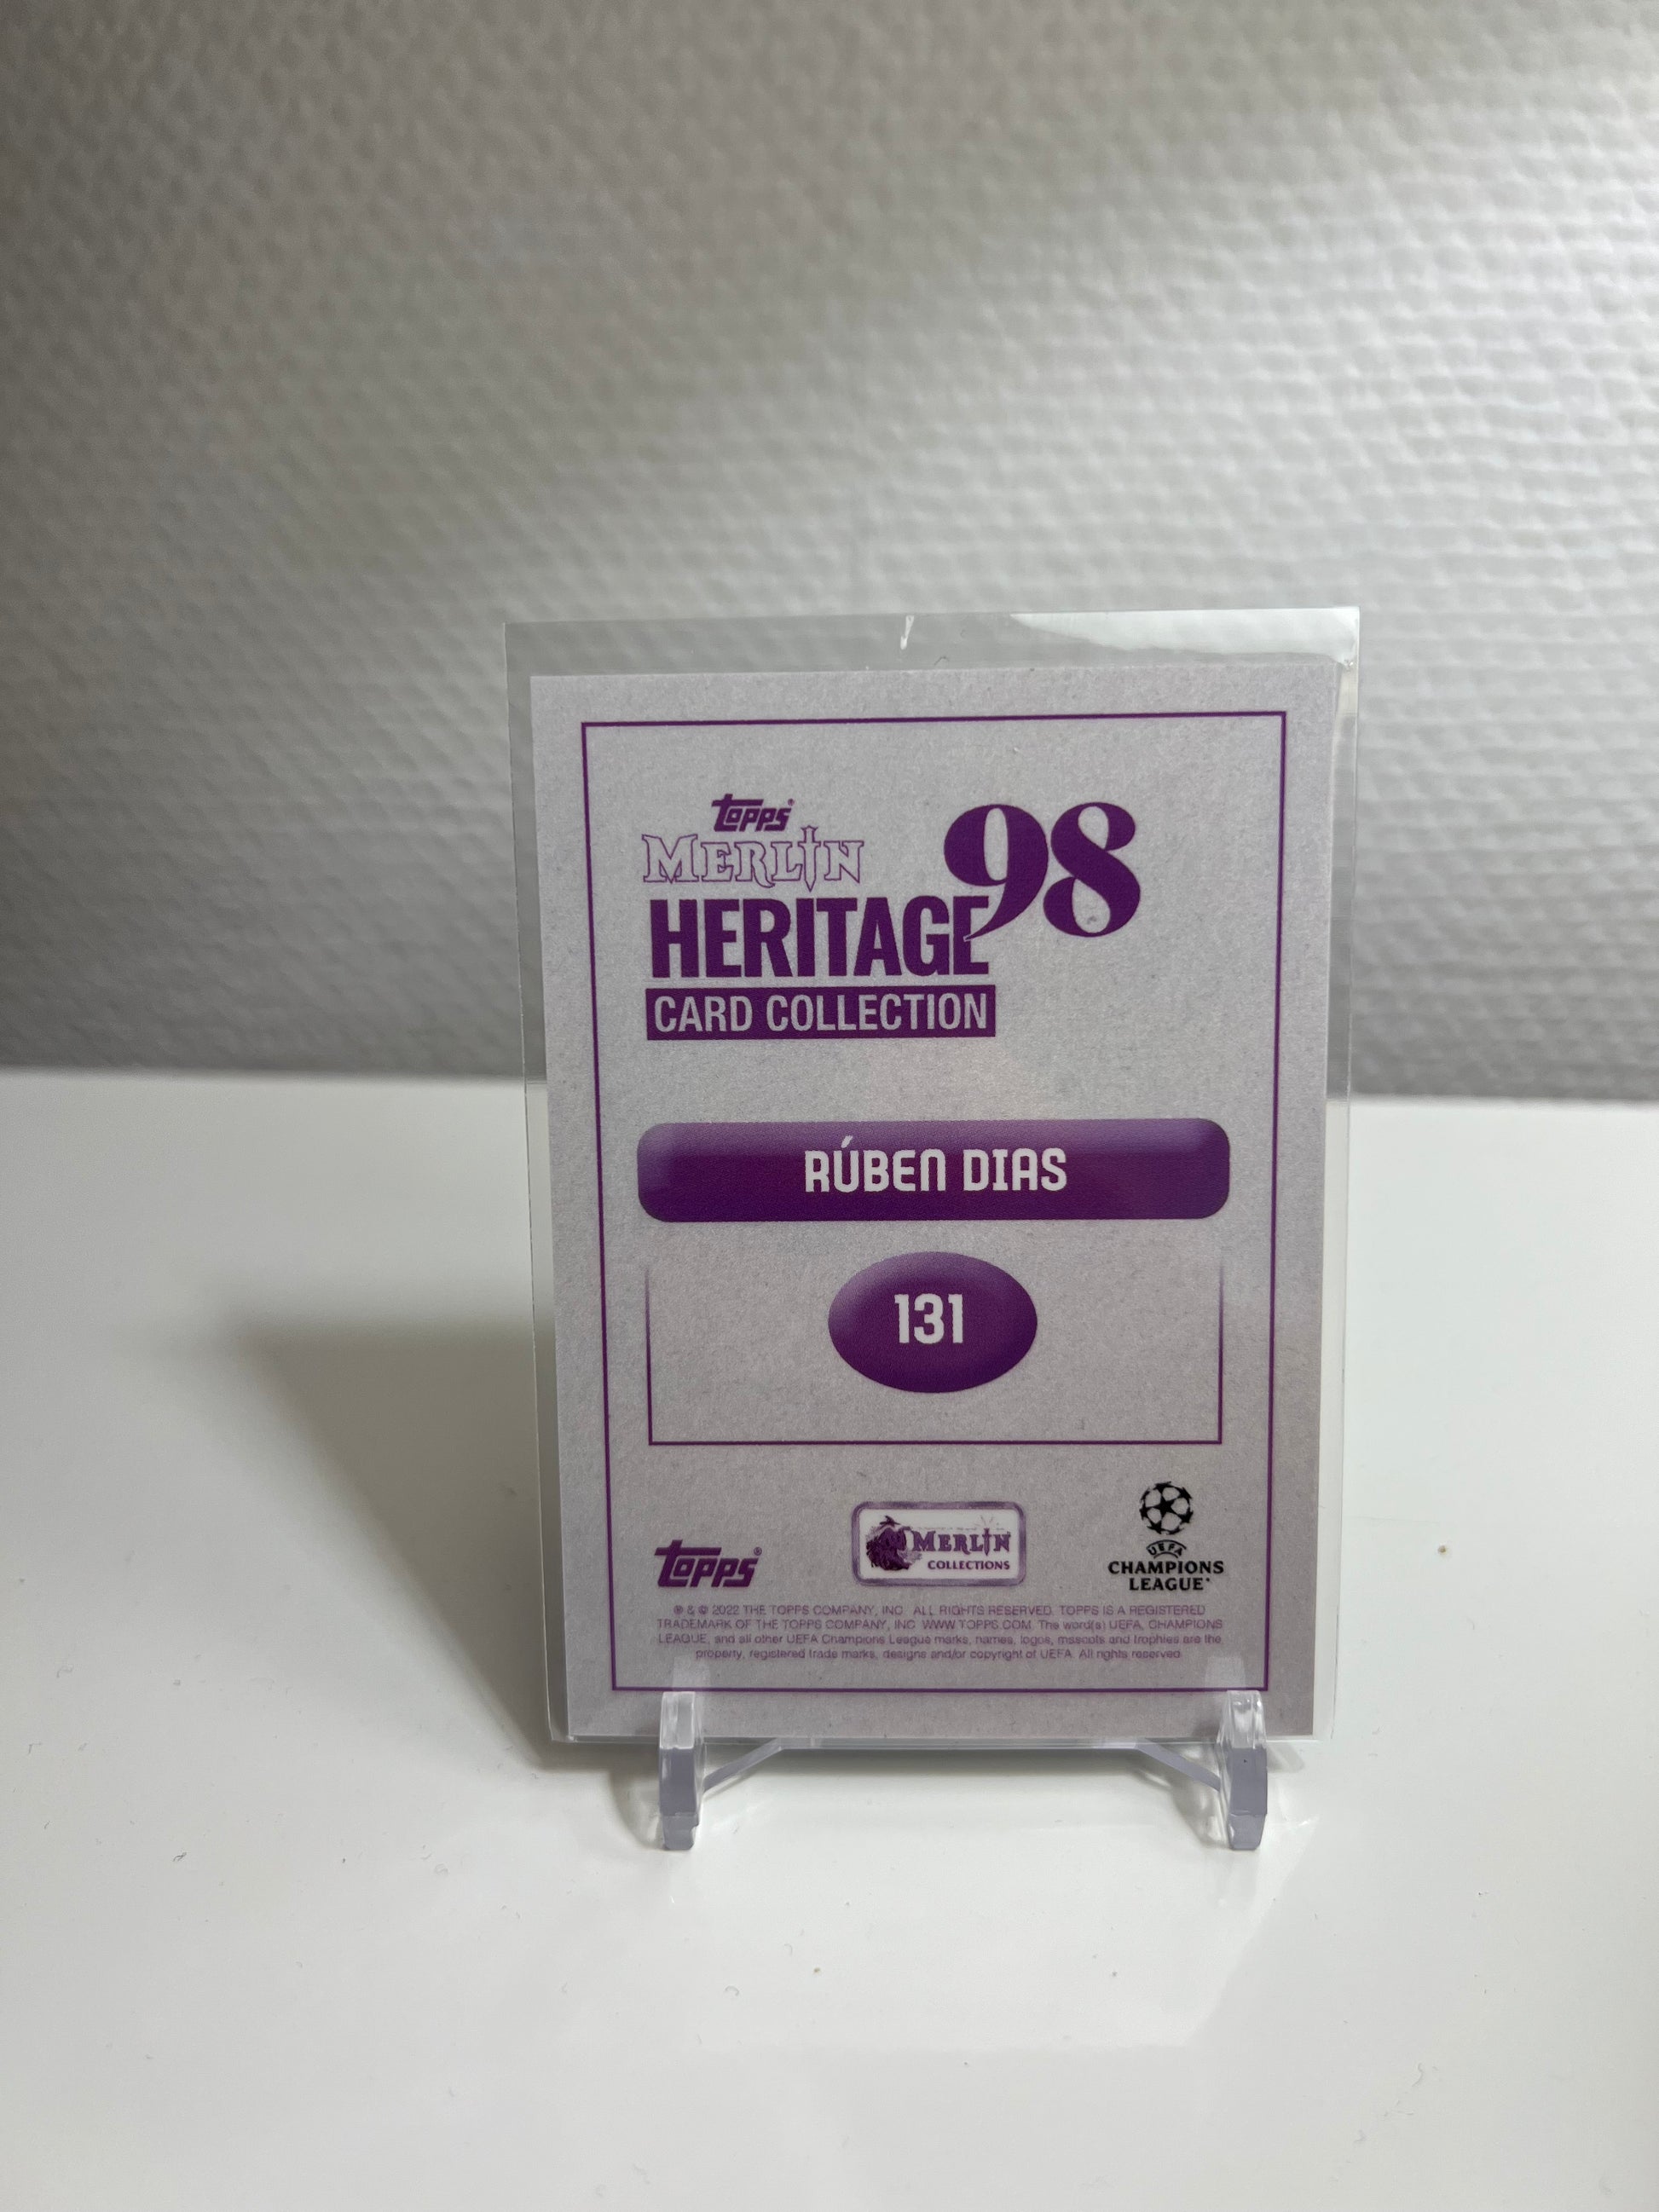 topps®
MERLIN
98
HERITAGE
CARD COLLECTION
RÚBEN DIAS
131
topps®
MERLIN
COLLECTIONS
UEFA
CHAMPIONS
LEAGUE
® & © 2022 THE TOPPS COMPANY, INC. ALL RIGHTS RESERVED. TOPPS IS A REGISTERED
TRADEMARK OF THE TOPPS COMPANY, INC. WWW.TOPPS.COM. The word(s) UEFA, CHAMPIONS
LEAGUE, and all other UEFA Champions League marks, names, logos, mascots and trophies are the
property, registered trade marks, designs and/or copyright of UEFA. All rights reserved.